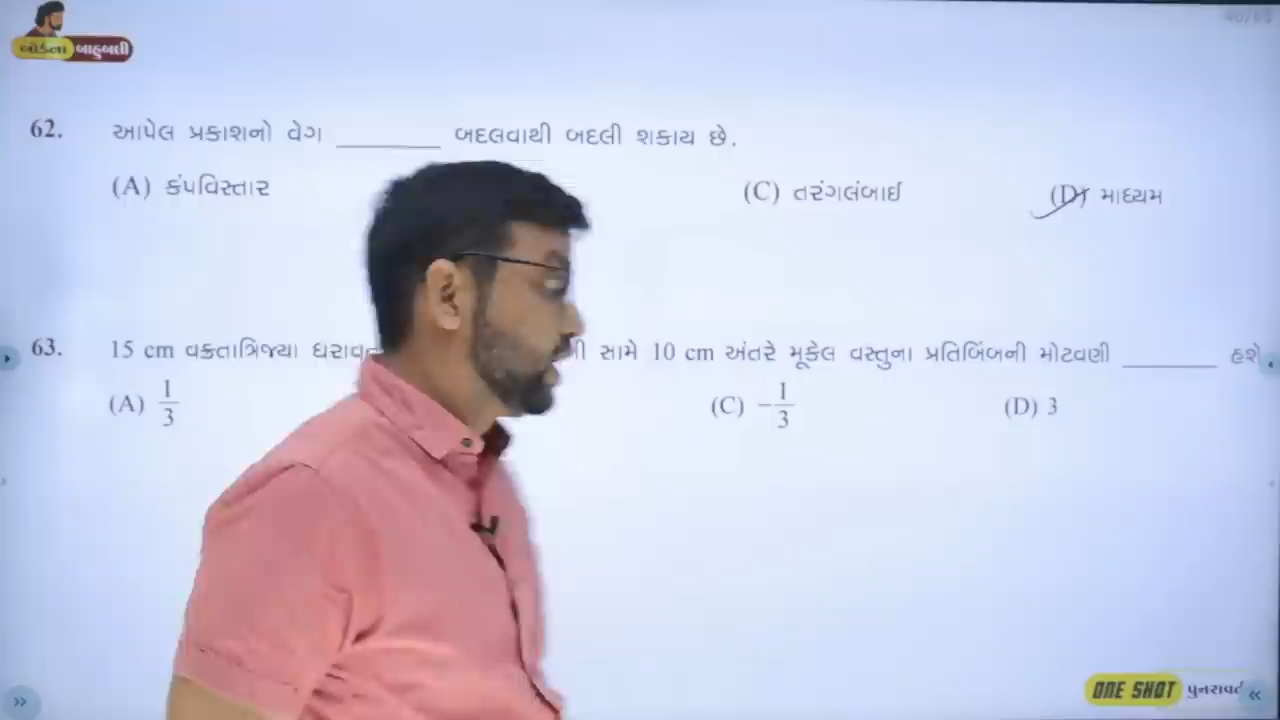 બોર્ડના બાહુબલી
62. આપેલ પ્રકાશનો વેગ ________ બદલવાથી બદલી શકાય છે.
(A) કંપવિસ્તાર (C) તરંગલંબાઈ (D) માધ્યમ
63. 15 cm વક્રતાત્રિજ્યા સામે 10 cm અંતરે મૂકેલ વસ્તુના પ્રતિબિંબની મોટવણી ________ હશે
(A) 1/3 (C) -1/3 (D) 3
ONE SHOT પુનરાવર્ત